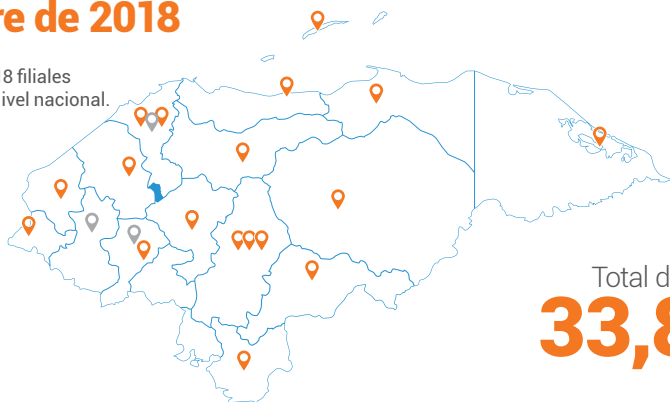 re de 2018
8 filiales
ivel nacional.
Total d
33,8